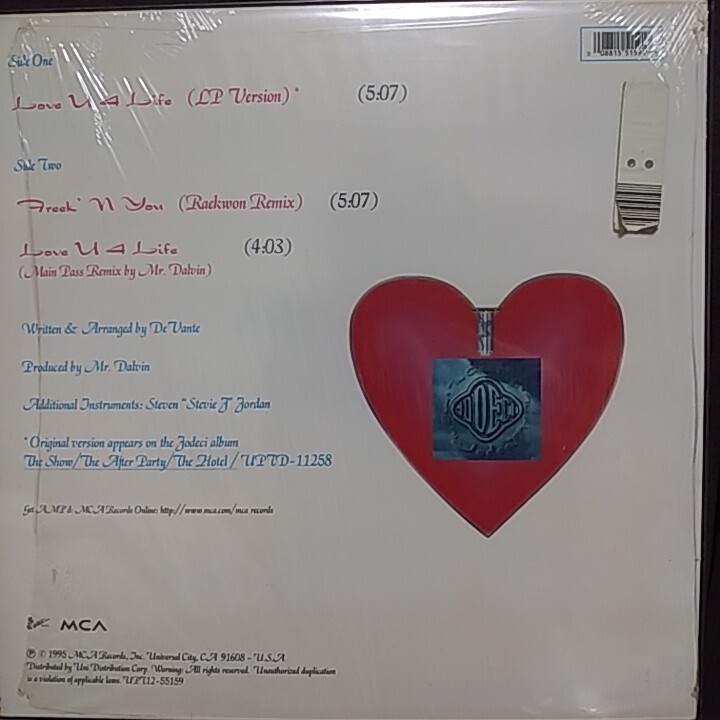 Side One
Love U 4 Life (LP Version)* (5:07)
Side Two
Freek' N You (Raekwon Remix) (5:07)
Love U 4 Life (4:03)
(Main Pass Remix by Mr. Dalvin)
Written & Arranged by DeVante
Produced by Mr. Dalvin
Additional Instruments: Steven "Stevie J" Jordan
*Original version appears on the Jodeci album
The Show/The After Party/The Hotel / UPTD-11258
Get AMP'd: MCA Records Online: http://www.mca.com/mca records
JODECI
MCA
℗ © 1995 MCA Records, Inc. Universal City, CA 91608 - U.S.A.
Distributed by Uni Distribution Corp. Warning: All rights reserved. Unauthorized duplication
is a violation of applicable laws. UPT12-55159